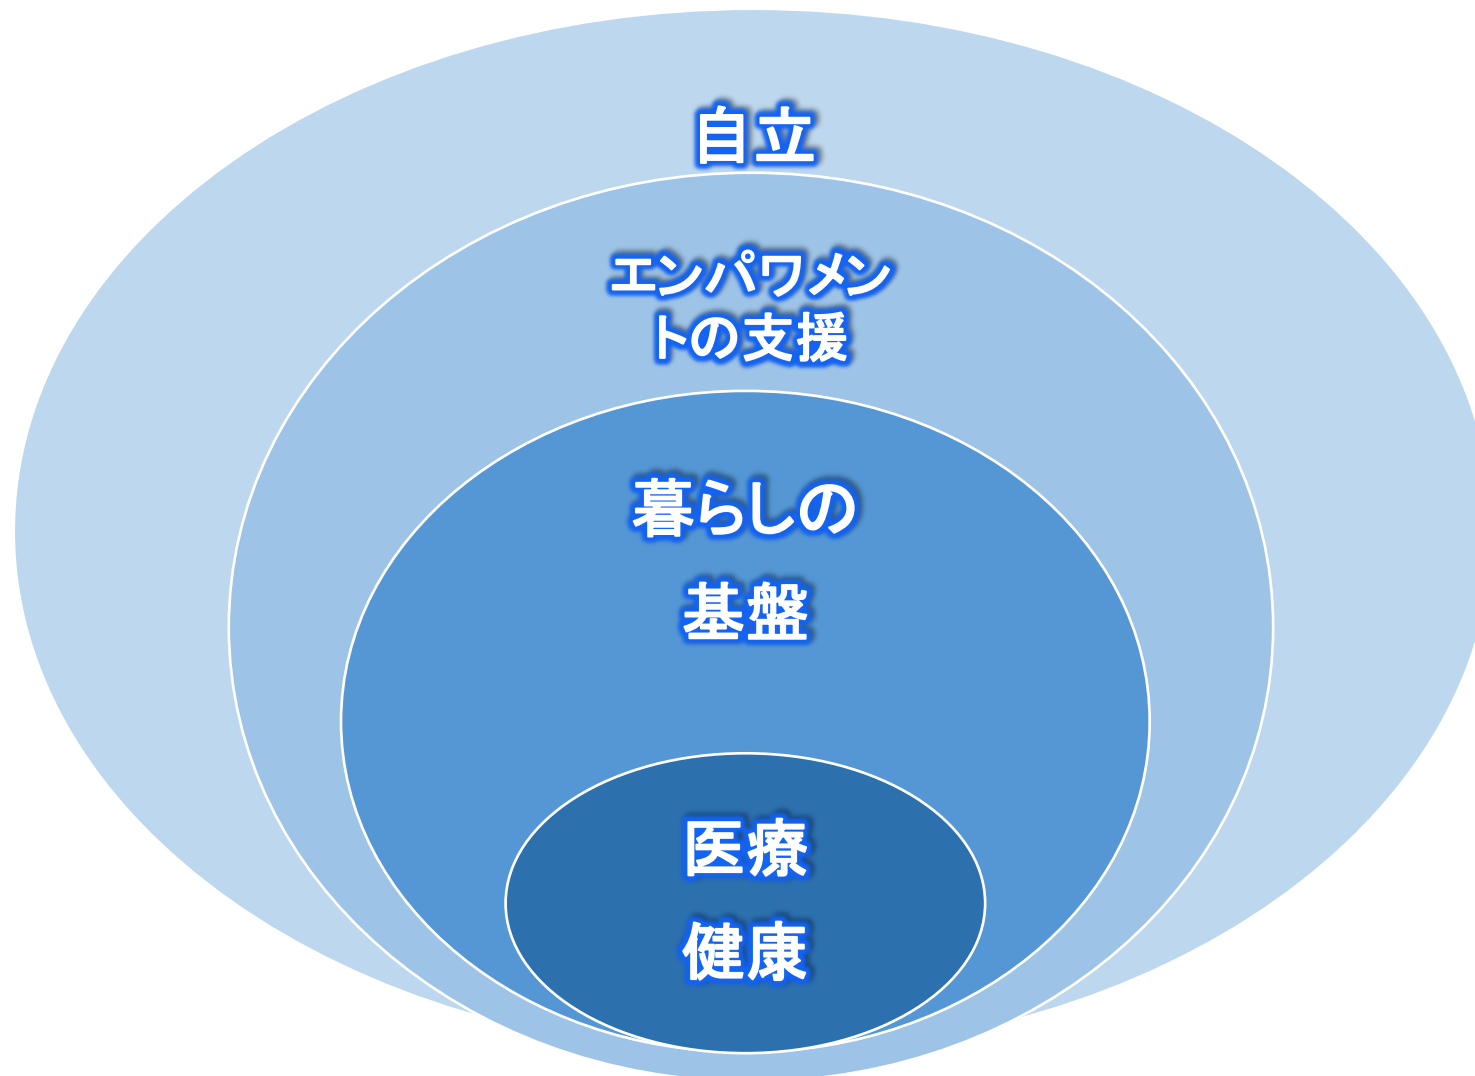 自立
エンパワメン
トの支援
暮らしの
基盤
医療
健康